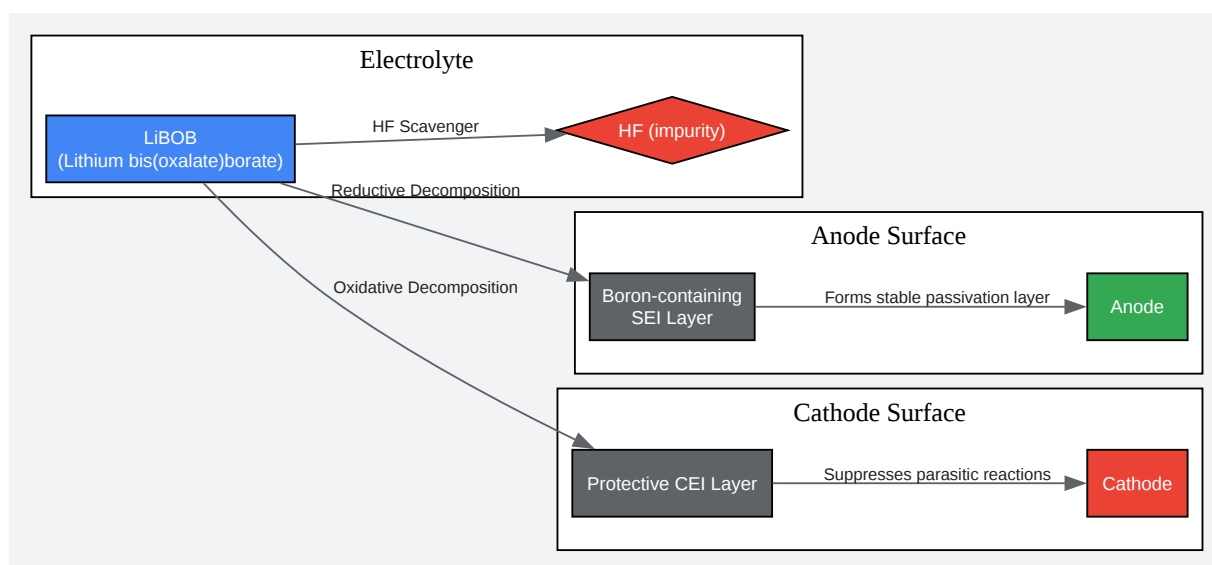 Electrolyte
LiBOB
(Lithium bis(oxalate)borate)
HF Scavenger
HF (impurity)
Reductive Decomposition
Oxidative Decomposition
Anode Surface
Boron-containing
SEI Layer
Forms stable passivation layer
Anode
Cathode Surface
Protective CEI Layer
Suppresses parasitic reactions
Cathode